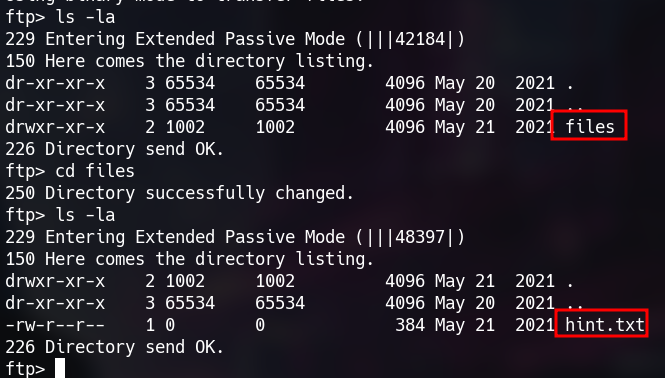 using binary mode to transfer files.
ftp> ls -la
229 Entering Extended Passive Mode (|||42184|)
150 Here comes the directory listing.
dr-xr-xr-x    3 65534    65534        4096 May 20  2021 .
dr-xr-xr-x    3 65534    65534        4096 May 20  2021 ..
drwxr-xr-x    2 1002     1002         4096 May 21  2021 files
226 Directory send OK.
ftp> cd files
250 Directory successfully changed.
ftp> ls -la
229 Entering Extended Passive Mode (|||48397|)
150 Here comes the directory listing.
drwxr-xr-x    2 1002     1002         4096 May 21  2021 .
dr-xr-xr-x    3 65534    65534        4096 May 20  2021 ..
-rw-r--r--    1 0        0             384 May 21  2021 hint.txt
226 Directory send OK.
ftp>